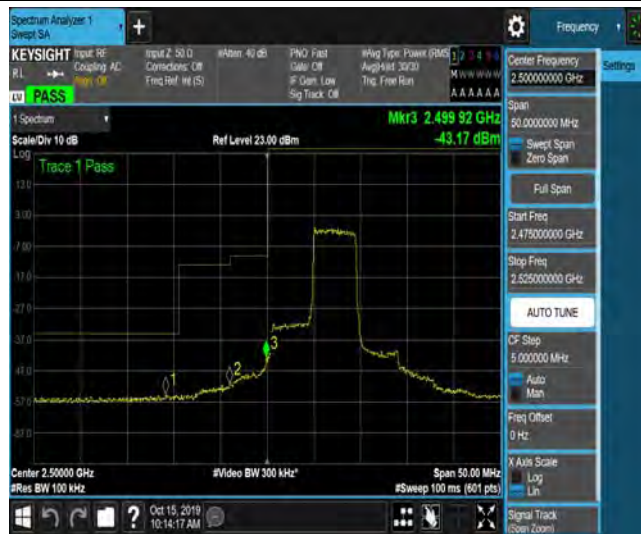 Spectrum Analyzer 1
Swept SA
+
Frequency
KEYSIGHT
Input: RF
Input Z: 50 Ω
#Atten: 40 dB
PNO: Fast
#Avg Type: Power (RMS
1 2 3 4 5 6
RL
Coupling: AC
Corrections: Off
Gate: Off
Avg|Hold: 30/30
M W W W W W
Align: Off
Freq Ref: Int (S)
IF Gain: Low
Trig: Free Run
Sig Track: Off
A A A A A A
LV PASS
1 Spectrum
Mkr3 2.499 92 GHz
Scale/Div 10 dB
Ref Level 23.00 dBm
-43.17 dBm
Log
Trace 1 Pass
13.0
3.00
-7.00
-17.0
-27.0
-37.0
-47.0
-57.0
-67.0
1
2
3
Center 2.50000 GHz
#Video BW 300 kHz*
Span 50.00 MHz
#Res BW 100 kHz
#Sweep 100 ms (601 pts)
Oct 15, 2019
10:14:17 AM
Center Frequency
2.500000000 GHz
Settings
Span
50.0000000 MHz
Swept Span
Zero Span
Full Span
Start Freq
2.475000000 GHz
Stop Freq
2.525000000 GHz
AUTO TUNE
CF Step
5.000000 MHz
Auto
Man
Freq Offset
0 Hz
X Axis Scale
Log
Lin
Signal Track
(Span Zoom)